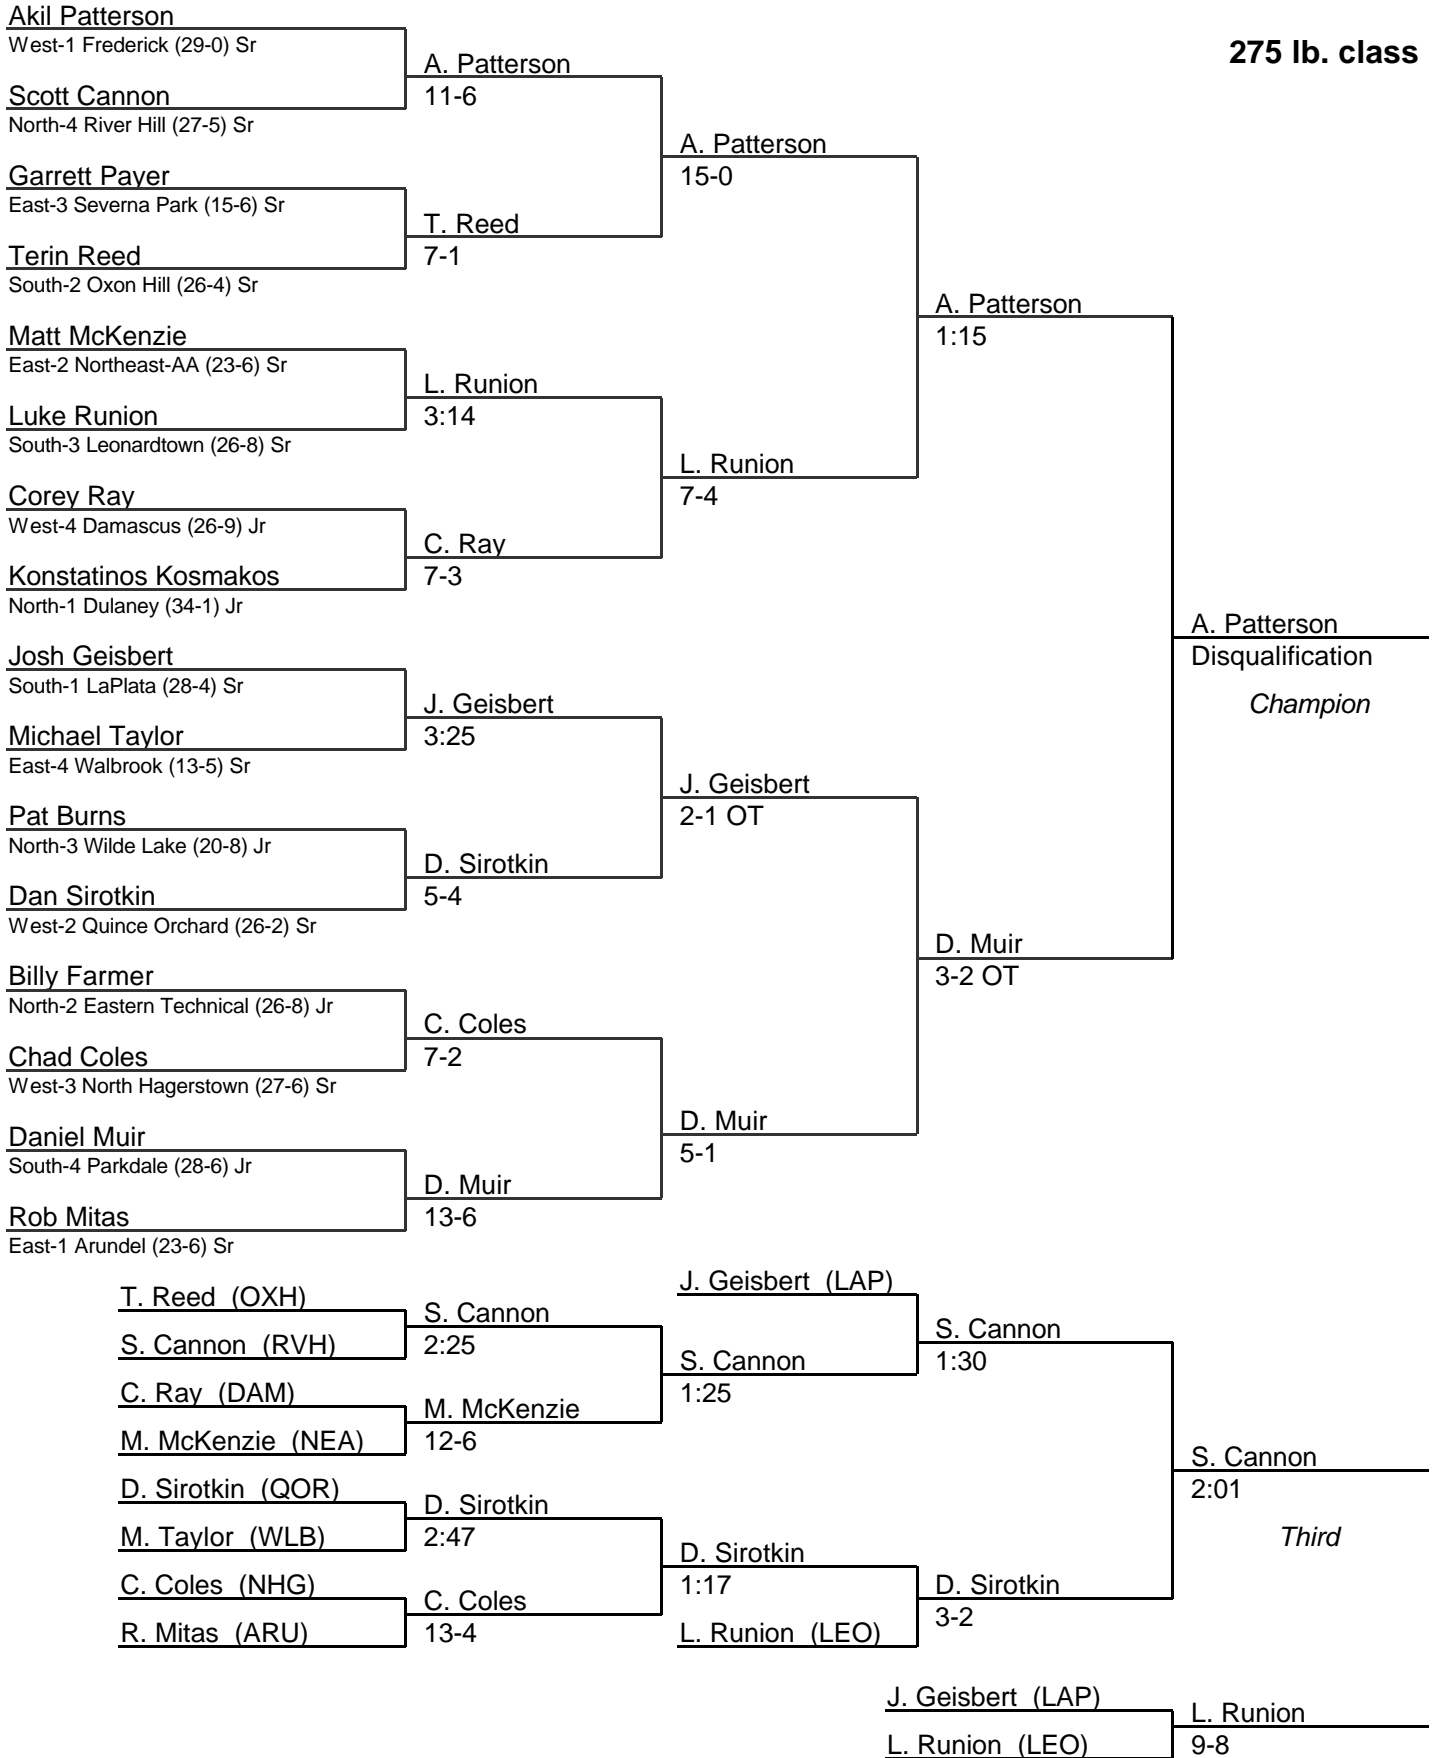 275 lb. class
Akil Patterson
West-1 Frederick (29-0) Sr
A. Patterson
11-6
Scott Cannon
North-4 River Hill (27-5) Sr
A. Patterson
15-0
Garrett Payer
East-3 Severna Park (15-6) Sr
T. Reed
7-1
Terin Reed
South-2 Oxon Hill (26-4) Sr
A. Patterson
1:15
Matt McKenzie
East-2 Northeast-AA (23-6) Sr
L. Runion
3:14
Luke Runion
South-3 Leonardtown (26-8) Sr
L. Runion
7-4
Corey Ray
West-4 Damascus (26-9) Jr
C. Ray
7-3
Konstatinos Kosmakos
North-1 Dulaney (34-1) Jr
A. Patterson
Disqualification
Champion
Josh Geisbert
South-1 LaPlata (28-4) Sr
J. Geisbert
3:25
Michael Taylor
East-4 Walbrook (13-5) Sr
J. Geisbert
2-1 OT
Pat Burns
North-3 Wilde Lake (20-8) Jr
D. Sirotkin
5-4
Dan Sirotkin
West-2 Quince Orchard (26-2) Sr
D. Muir
3-2 OT
Billy Farmer
North-2 Eastern Technical (26-8) Jr
C. Coles
7-2
Chad Coles
West-3 North Hagerstown (27-6) Sr
D. Muir
5-1
Daniel Muir
South-4 Parkdale (28-6) Jr
D. Muir
13-6
Rob Mitas
East-1 Arundel (23-6) Sr
T. Reed (OXH)
S. Cannon
2:25
S. Cannon (RVH)
J. Geisbert (LAP)
S. Cannon
1:30
S. Cannon
1:25
C. Ray (DAM)
M. McKenzie
12-6
M. McKenzie (NEA)
S. Cannon
2:01
Third
D. Sirotkin (QOR)
D. Sirotkin
2:47
M. Taylor (WLB)
D. Sirotkin
1:17
D. Sirotkin
3-2
C. Coles (NHG)
C. Coles
13-4
R. Mitas (ARU)
L. Runion (LEO)
J. Geisbert (LAP)
L. Runion
9-8
L. Runion (LEO)